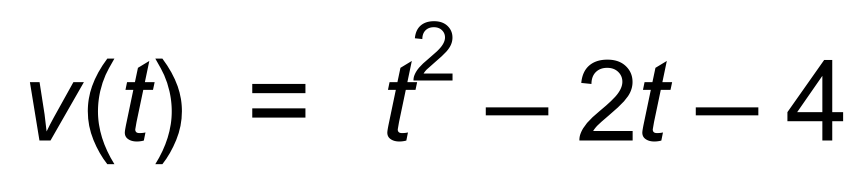 v(t) = t² – 2t – 4